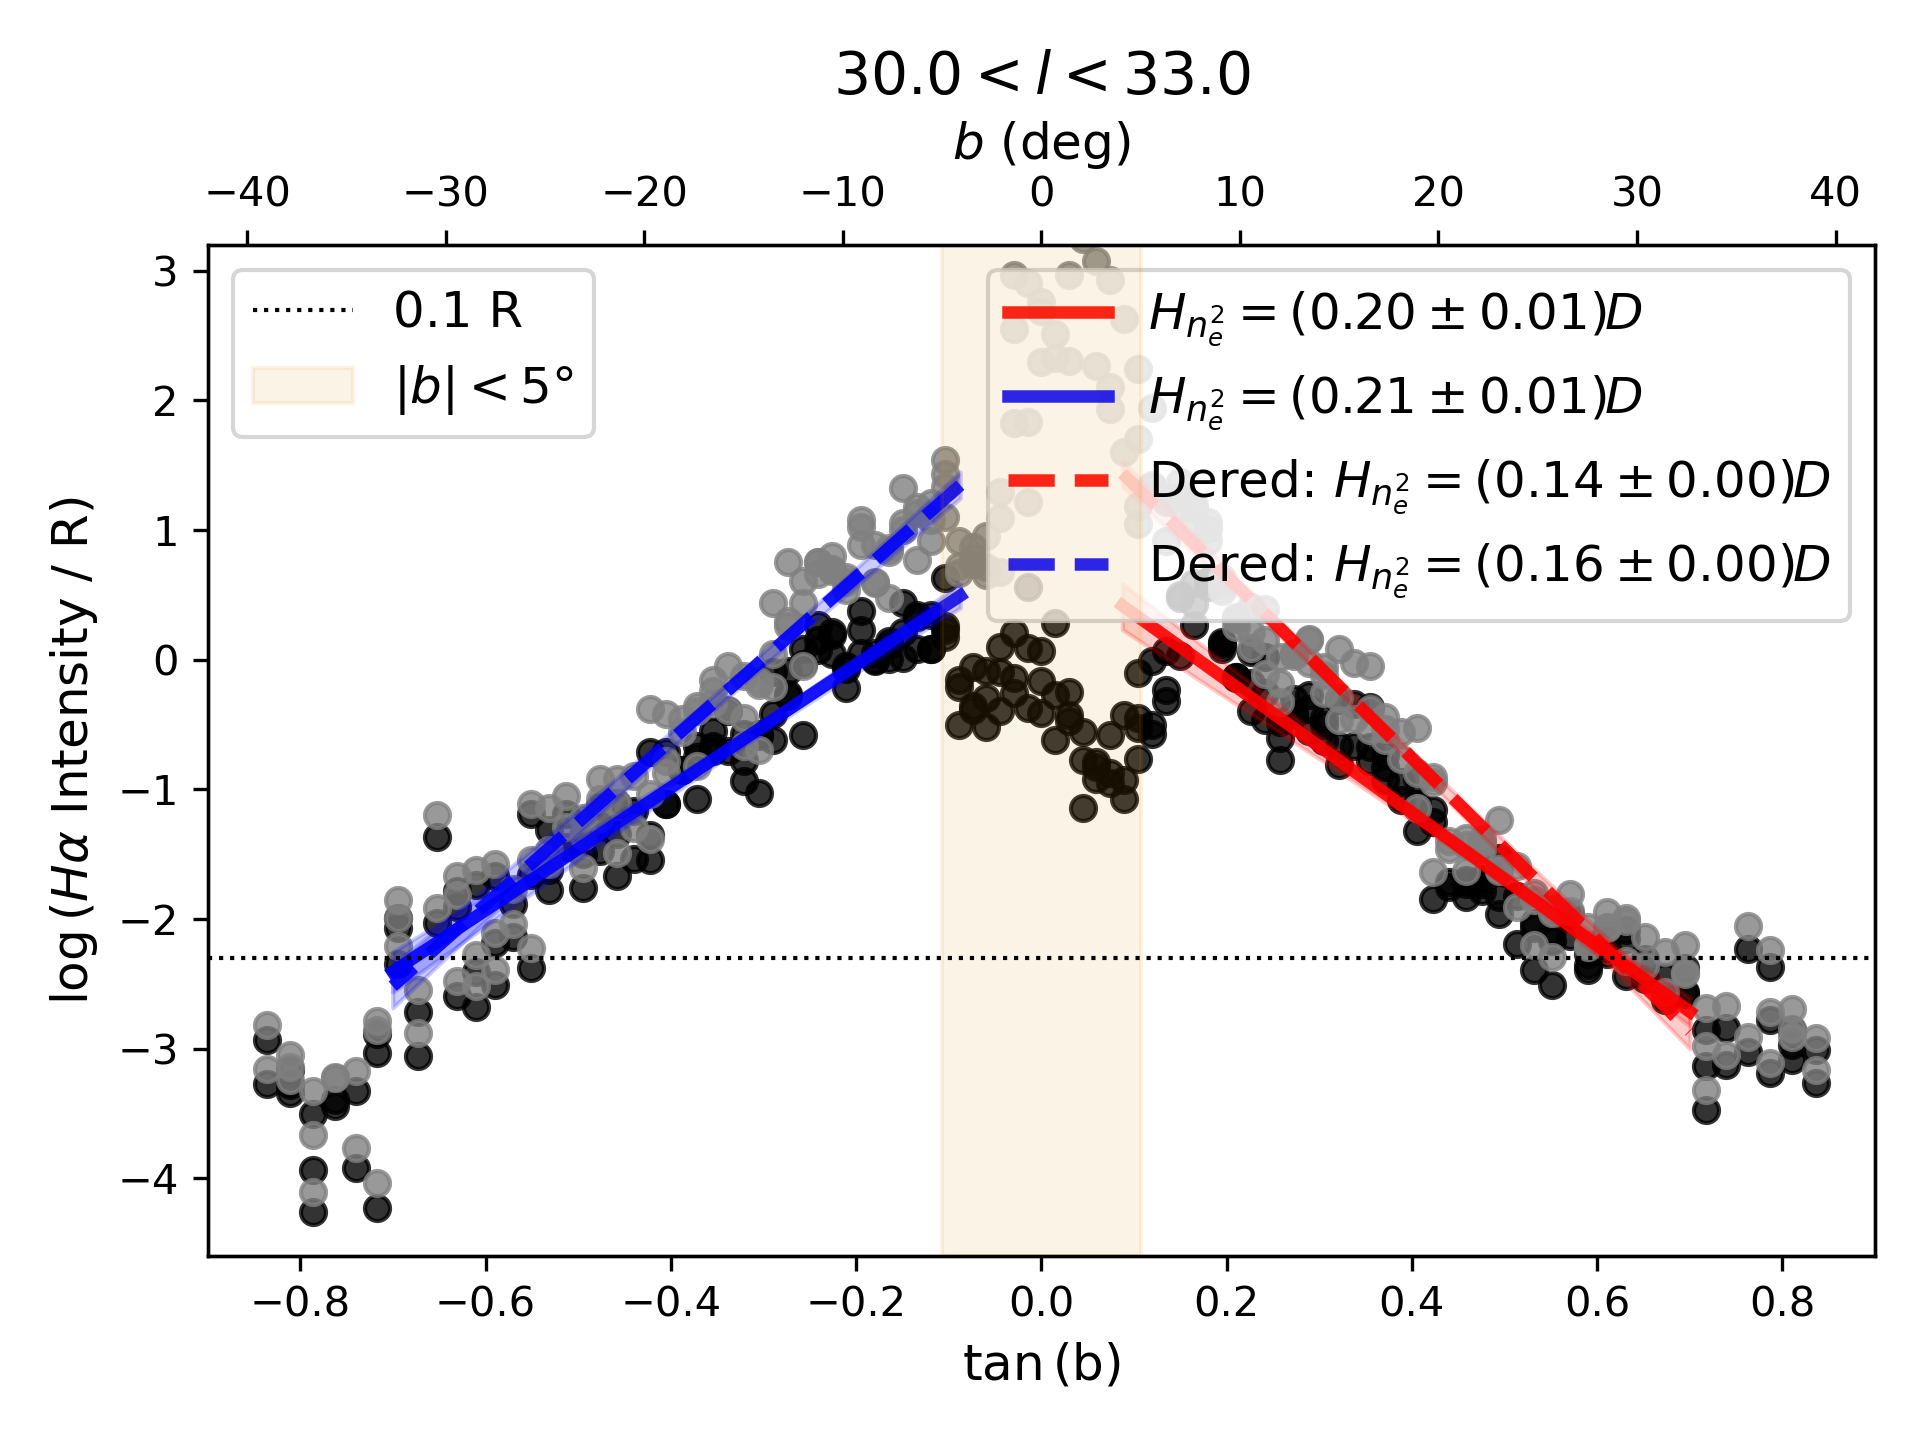 30.0 < l < 33.0
b (deg)
−40 −30 −20 −10 0 10 20 30 40
3
2
1
0
−1
−2
−3
−4
log (Hα Intensity / R)
0.1 R
|b| < 5°
H_{n_e^2} = (0.20 ± 0.01)D
H_{n_e^2} = (0.21 ± 0.01)D
Dered: H_{n_e^2} = (0.14 ± 0.00)D
Dered: H_{n_e^2} = (0.16 ± 0.00)D
−0.8 −0.6 −0.4 −0.2 0.0 0.2 0.4 0.6 0.8
tan (b)